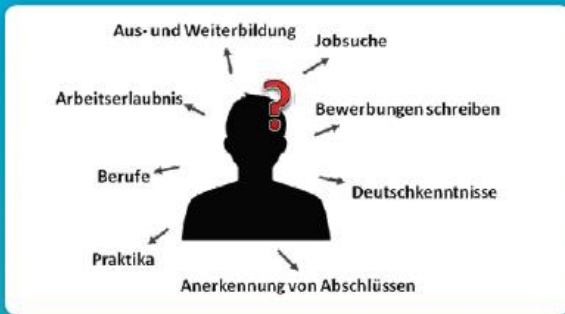 Aus- und Weiterbildung
Jobsuche
Arbeitserlaubnis
?
Bewerbungen schreiben
Berufe
Deutschkenntnisse
Praktika
Anerkennung von Abschlüssen